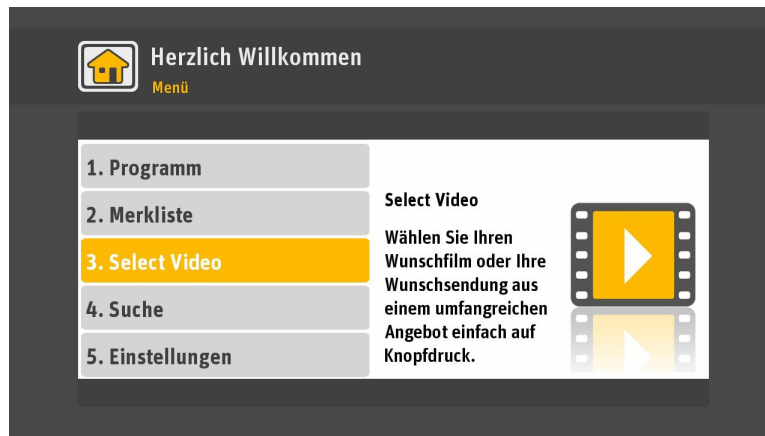 Herzlich Willkommen
Menü
1. Programm
2. Merkliste
3. Select Video
4. Suche
5. Einstellungen
Select Video
Wählen Sie Ihren
Wunschfilm oder Ihre
Wunschsendung aus
einem umfangreichen
Angebot einfach auf
Knopfdruck.